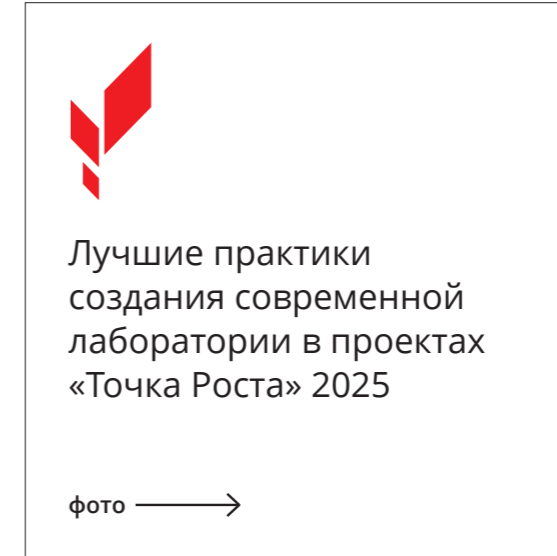 Лучшие практики
создания современной
лаборатории в проектах
«Точка Роста» 2025
фото